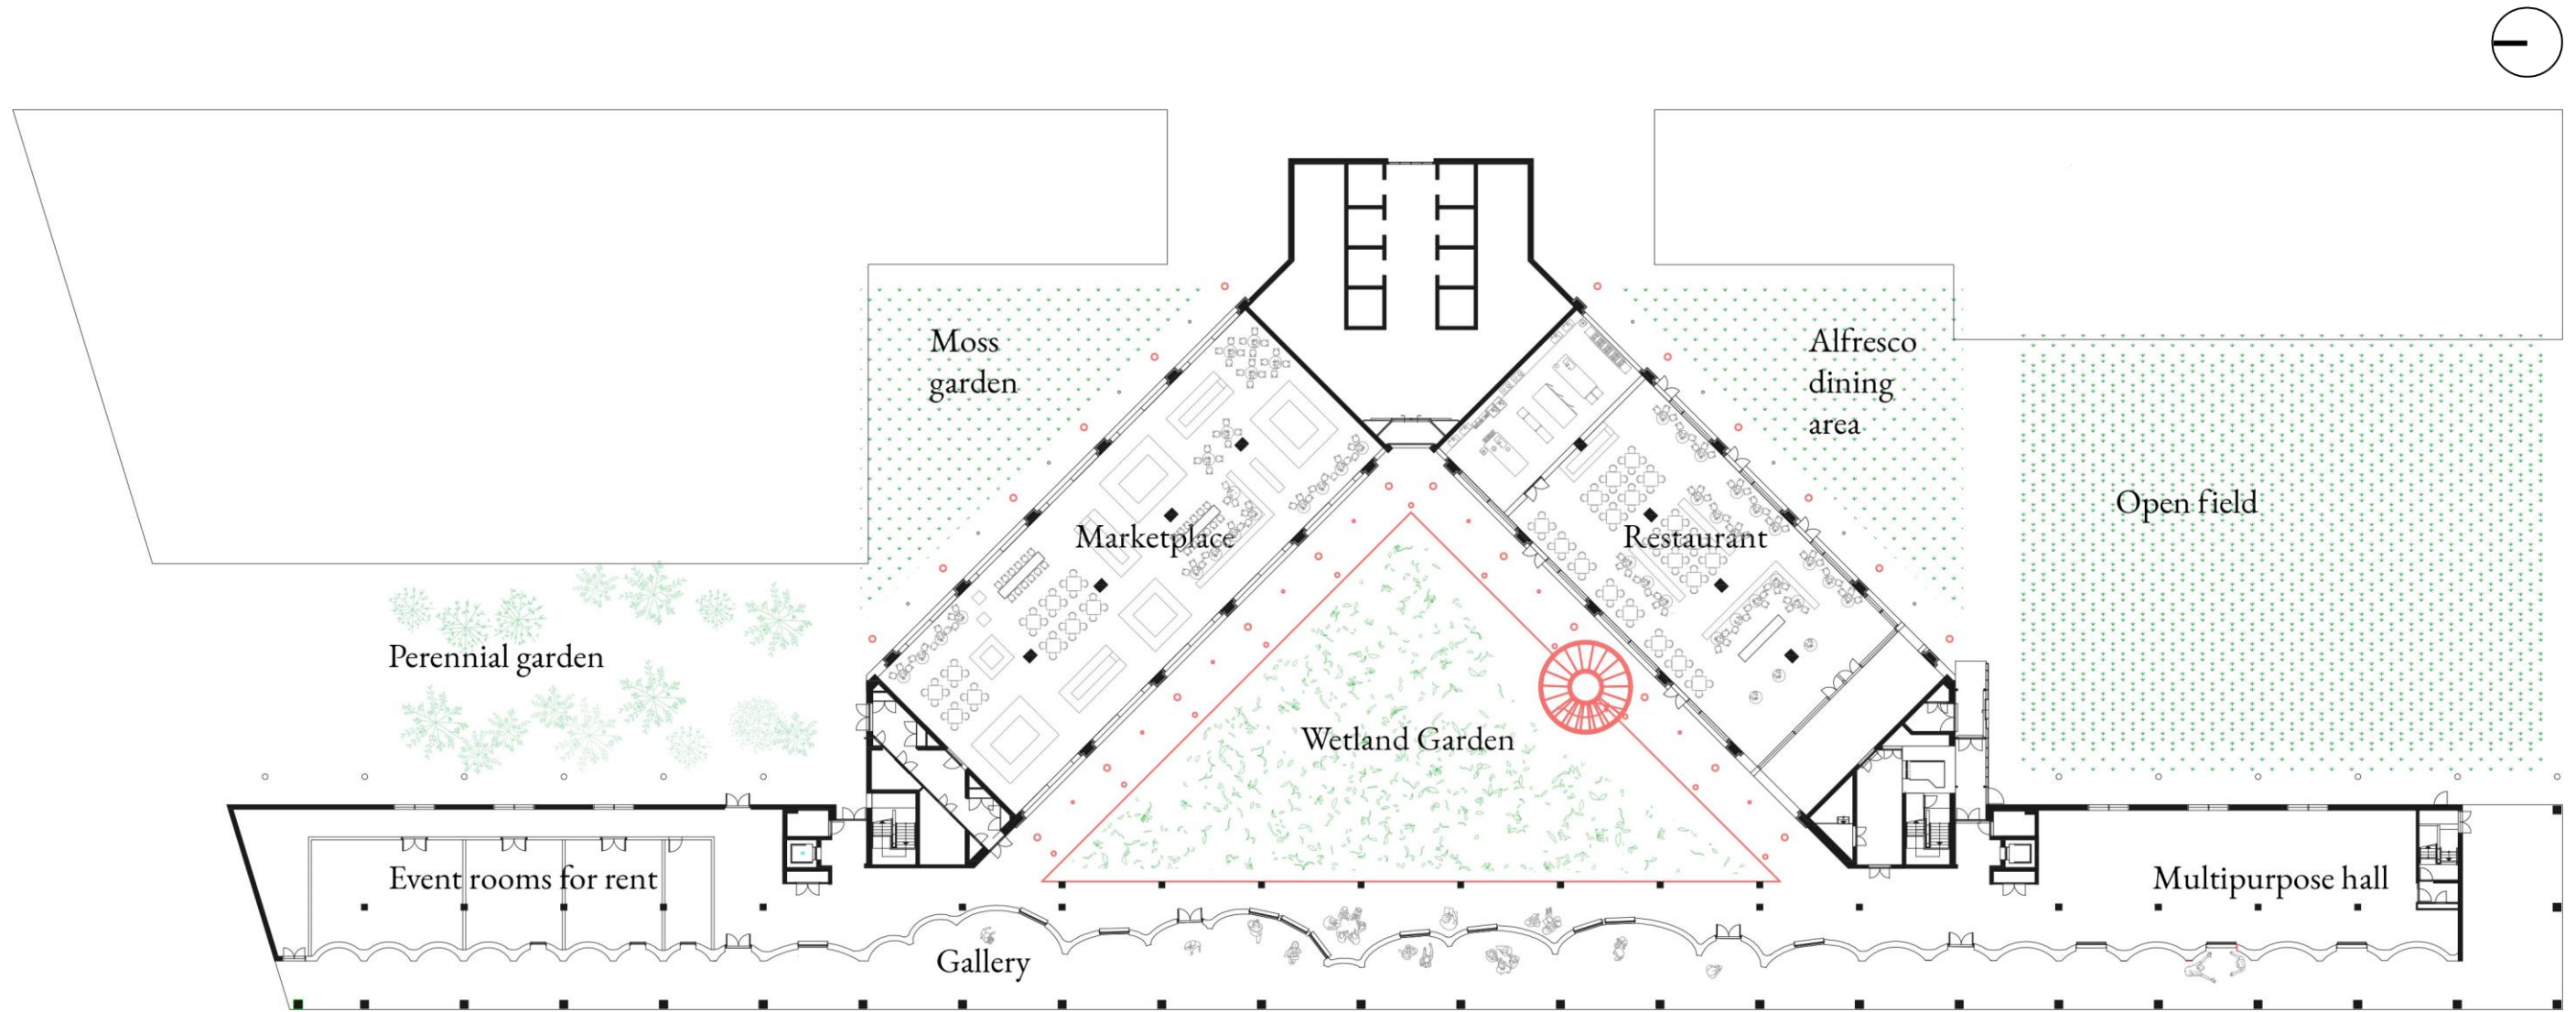 Moss
garden
Alfresco
dining
area
Open field
Marketplace
Restaurant
Perennial garden
Wetland Garden
Event rooms for rent
Multipurpose hall
Gallery